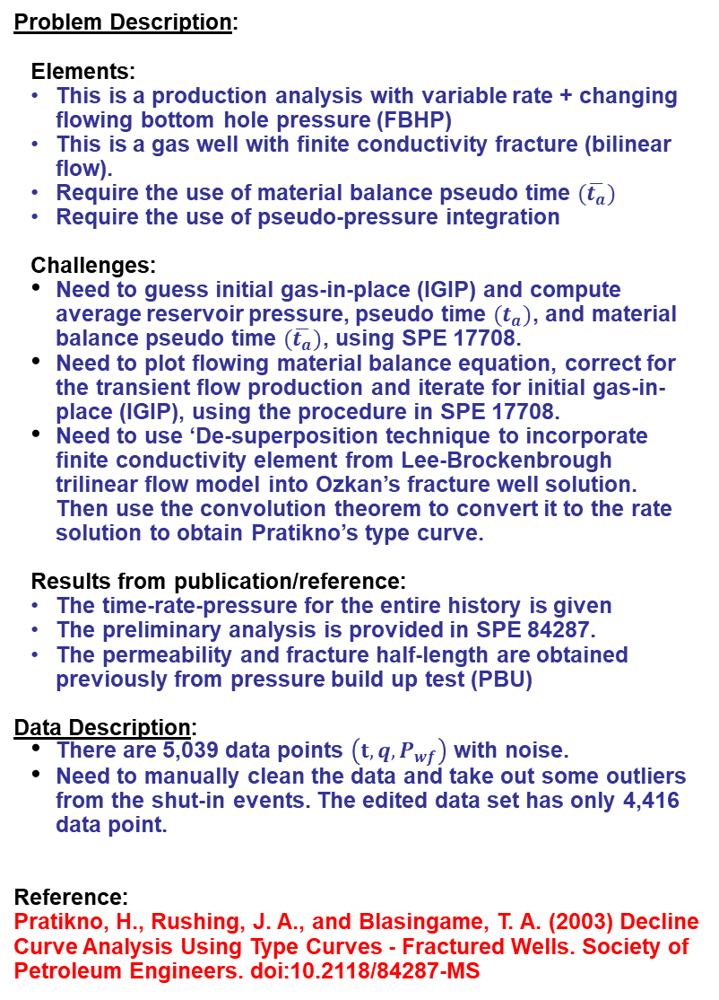 Problem Description:
Elements:
• This is a production analysis with variable rate + changing
flowing bottom hole pressure (FBHP)
• This is a gas well with finite conductivity fracture (bilinear
flow).
• Require the use of material balance pseudo time (t̅ₐ)
• Require the use of pseudo-pressure integration
Challenges:
• Need to guess initial gas-in-place (IGIP) and compute
average reservoir pressure, pseudo time (tₐ), and material
balance pseudo time (t̅ₐ), using SPE 17708.
• Need to plot flowing material balance equation, correct for
the transient flow production and iterate for initial gas-in-
place (IGIP), using the procedure in SPE 17708.
• Need to use ‘De-superposition technique to incorporate
finite conductivity element from Lee-Brockenbrough
trilinear flow model into Ozkan’s fracture well solution.
Then use the convolution theorem to convert it to the rate
solution to obtain Pratikno’s type curve.
Results from publication/reference:
• The time-rate-pressure for the entire history is given
• The preliminary analysis is provided in SPE 84287.
• The permeability and fracture half-length are obtained
previously from pressure build up test (PBU)
Data Description:
• There are 5,039 data points (t, q, P_wf) with noise.
• Need to manually clean the data and take out some outliers
from the shut-in events. The edited data set has only 4,416
data point.
Reference:
Pratikno, H., Rushing, J. A., and Blasingame, T. A. (2003) Decline
Curve Analysis Using Type Curves - Fractured Wells. Society of
Petroleum Engineers. doi:10.2118/84287-MS